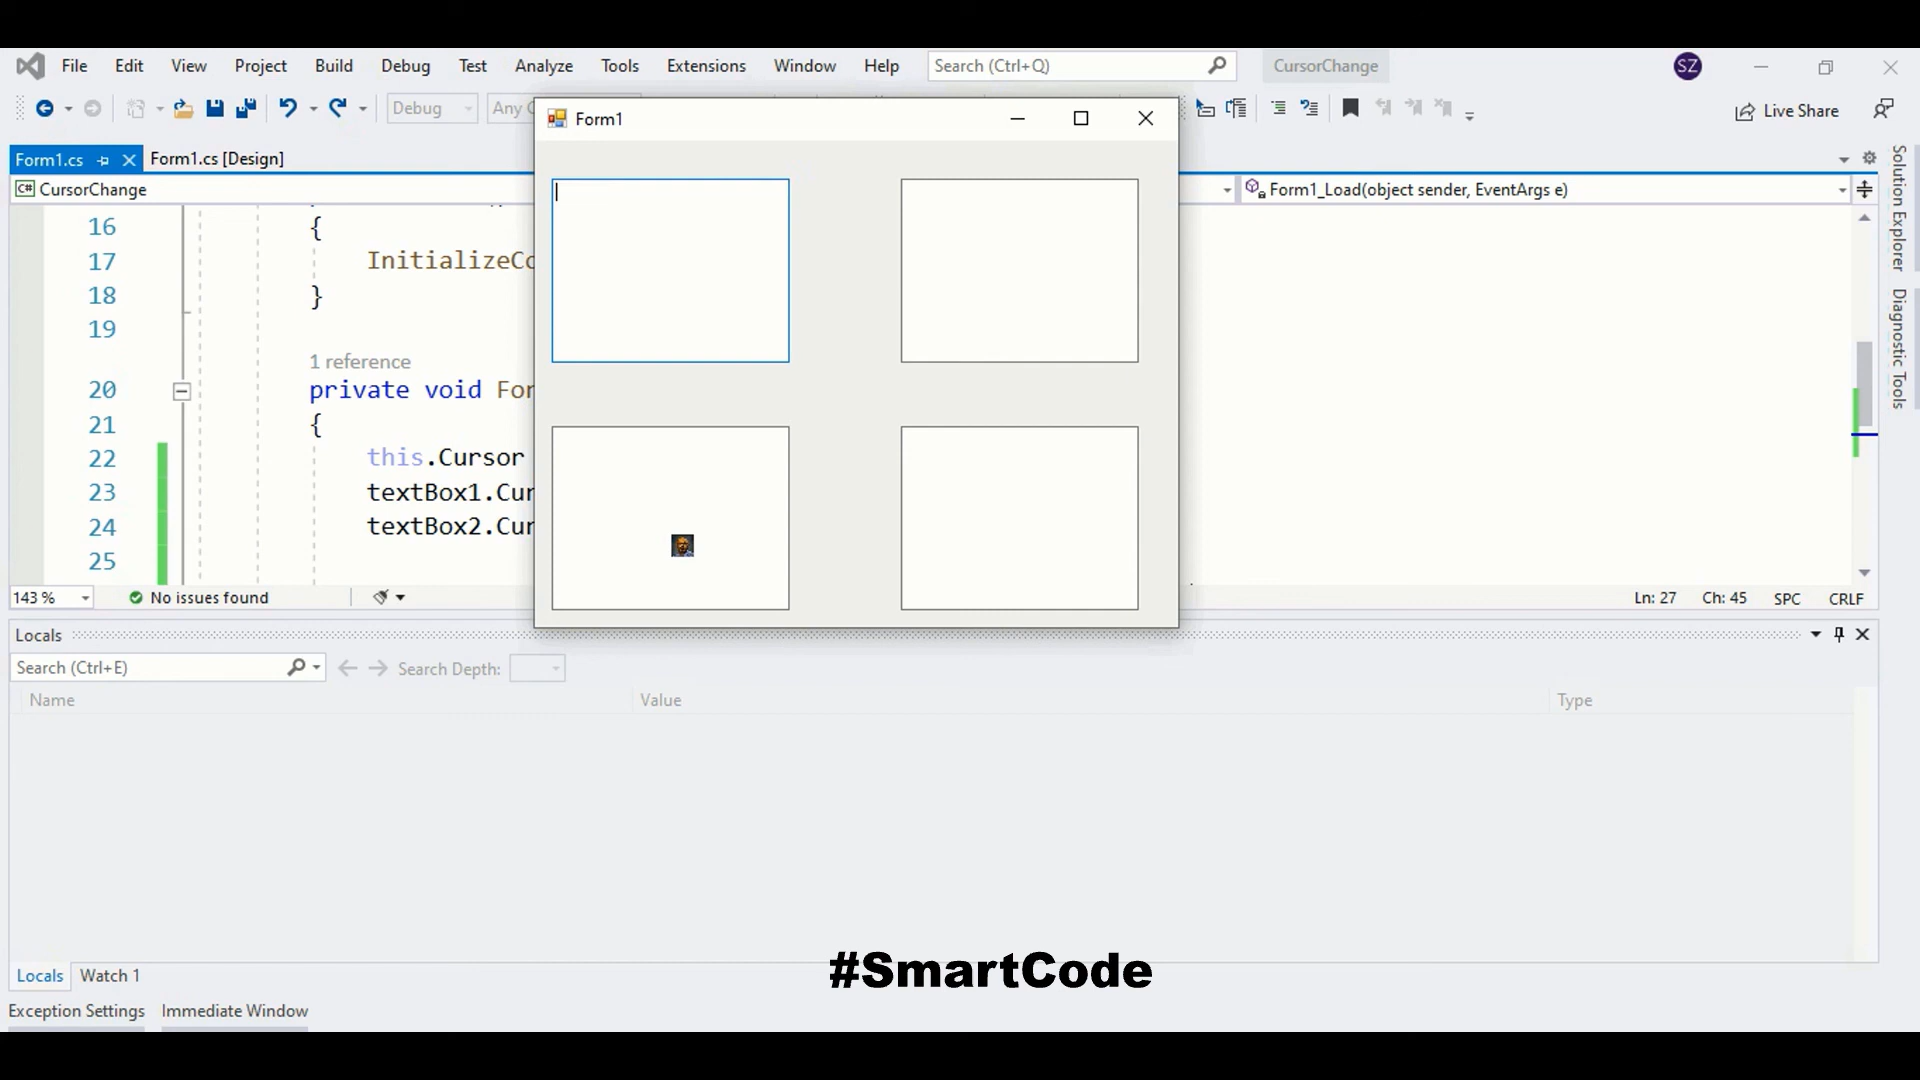 File Edit View Project Build Debug Test Analyze Tools Extensions Window Help Search (Ctrl+Q) CursorChange SZ
Debug Any Live Share
Form1
Form1.cs Form1.cs [Design]
C# CursorChange Form1_Load(object sender, EventArgs e)
16 {
17 InitializeCo
18 }
19
1 reference
20 private void For
21 {
22 this.Cursor
23 textBox1.Cur
24 textBox2.Cur
25
143 % No issues found Ln: 27 Ch: 45 SPC CRLF
Solution Explorer
Diagnostic Tools
Locals
Search (Ctrl+E) Search Depth:
Name Value Type
#SmartCode
Locals Watch 1
Exception Settings Immediate Window